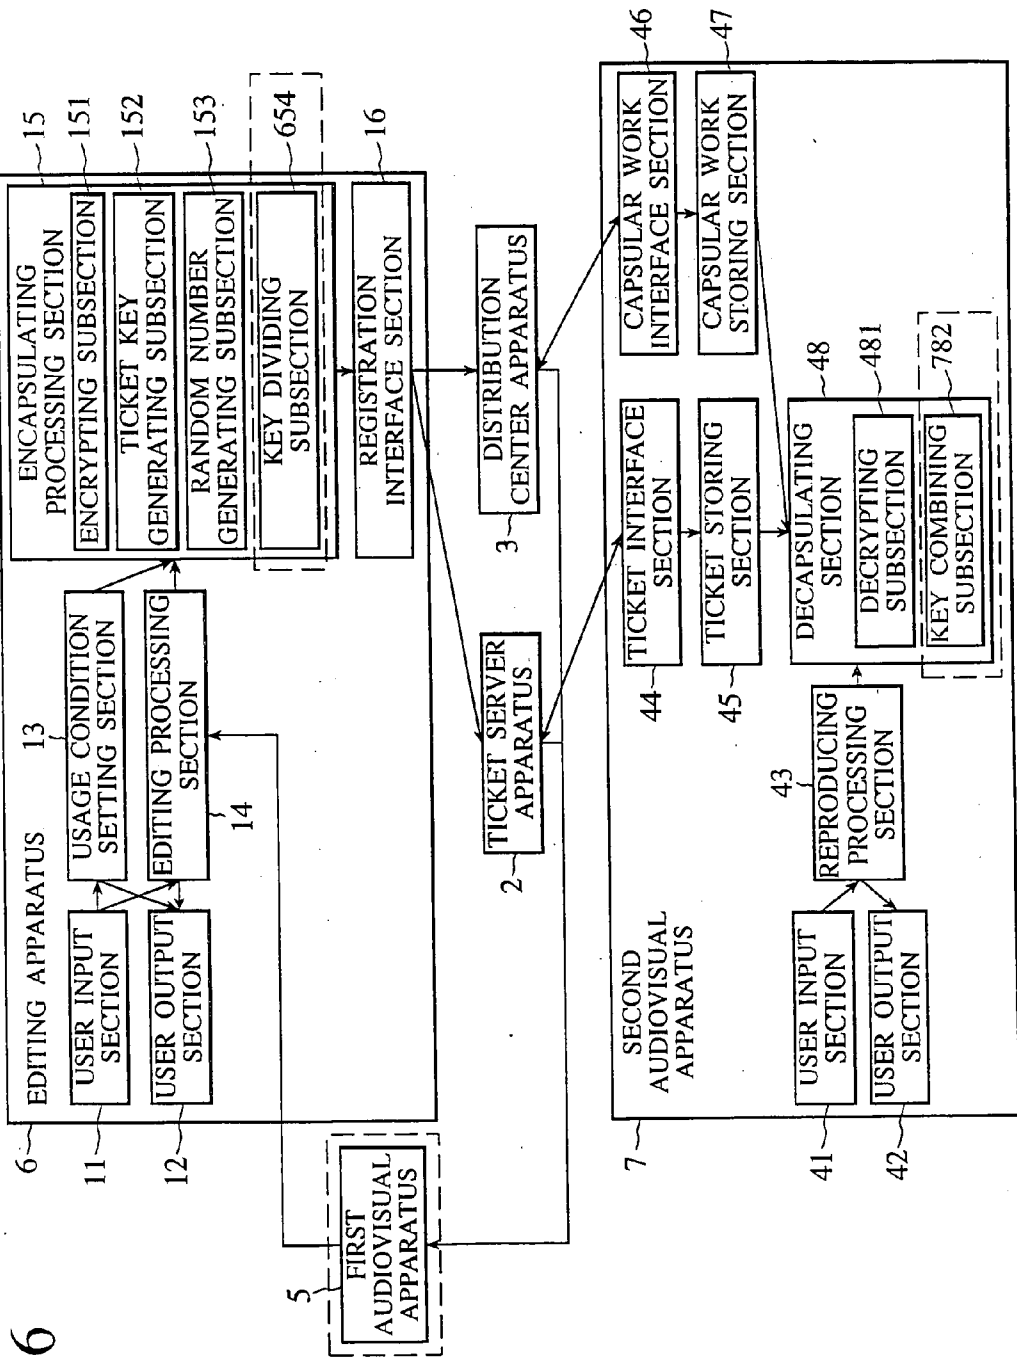 6
6
EDITING APPARATUS
11
USER INPUT
SECTION
12
USER OUTPUT
SECTION
13
USAGE CONDITION
SETTING SECTION
EDITING PROCESSING
SECTION
14
15
ENCAPSULATING
PROCESSING SECTION
151
ENCRYPTING SUBSECTION
152
TICKET KEY
GENERATING SUBSECTION
153
RANDOM NUMBER
GENERATING SUBSECTION
654
KEY DIVIDING
SUBSECTION
16
REGISTRATION
INTERFACE SECTION
5
FIRST
AUDIOVISUAL
APPARATUS
TICKET SERVER
APPARATUS
2
DISTRIBUTION
CENTER APPARATUS
3
7
SECOND
AUDIOVISUAL
APPARATUS
41
USER INPUT
SECTION
42
USER OUTPUT
SECTION
43
REPRODUCING
PROCESSING
SECTION
44
TICKET INTERFACE
SECTION
45
TICKET STORING
SECTION
46
CAPSULAR WORK
INTERFACE SECTION
47
CAPSULAR WORK
STORING SECTION
48
DECAPSULATING
SECTION
481
DECRYPTING
SUBSECTION
782
KEY COMBINING
SUBSECTION